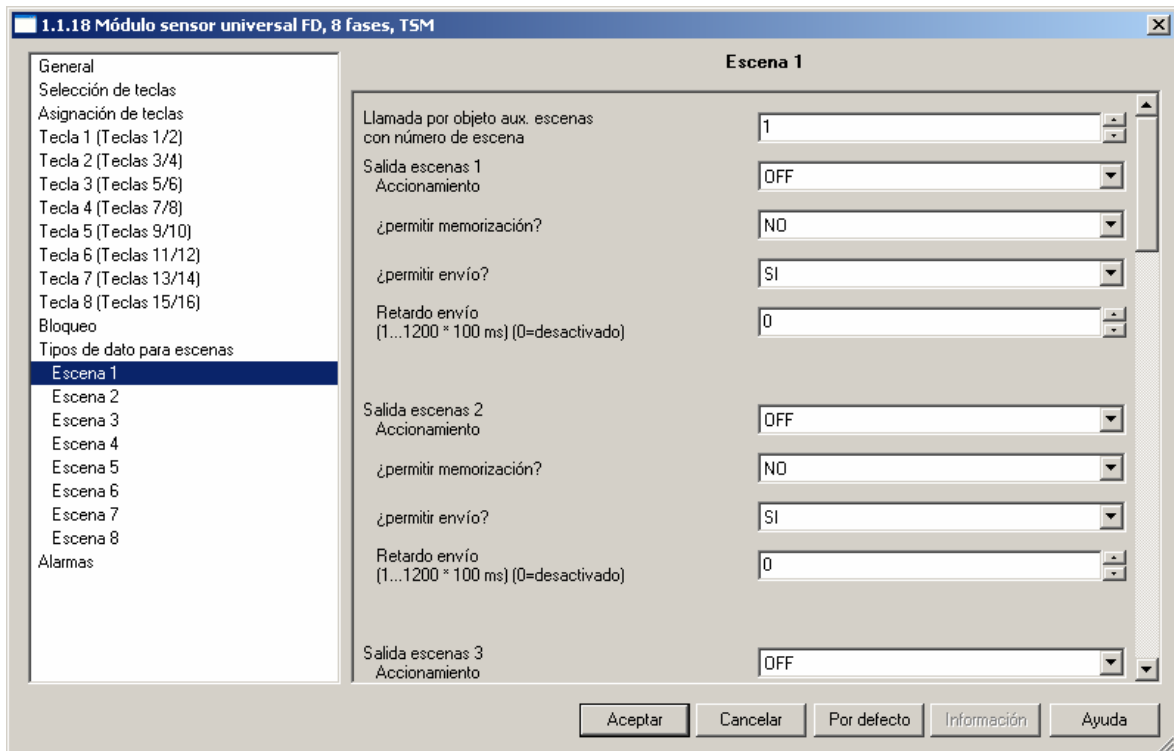 1.1.18 Módulo sensor universal FD, 8 fases, TSM
General
Selección de teclas
Asignación de teclas
Tecla 1 (Teclas 1/2)
Tecla 2 (Teclas 3/4)
Tecla 3 (Teclas 5/6)
Tecla 4 (Teclas 7/8)
Tecla 5 (Teclas 9/10)
Tecla 6 (Teclas 11/12)
Tecla 7 (Teclas 13/14)
Tecla 8 (Teclas 15/16)
Bloqueo
Tipos de dato para escenas
Escena 1
Escena 2
Escena 3
Escena 4
Escena 5
Escena 6
Escena 7
Escena 8
Alarmas
Escena 1
Llamada por objeto aux. escenas
con número de escena
1
Salida escenas 1
Accionamiento
OFF
¿permitir memorización?
NO
¿permitir envío?
SI
Retardo envío
(1...1200 * 100 ms) (0=desactivado)
0
Salida escenas 2
Accionamiento
OFF
¿permitir memorización?
NO
¿permitir envío?
SI
Retardo envío
(1...1200 * 100 ms) (0=desactivado)
0
Salida escenas 3
Accionamiento
OFF
Aceptar
Cancelar
Por defecto
Información
Ayuda